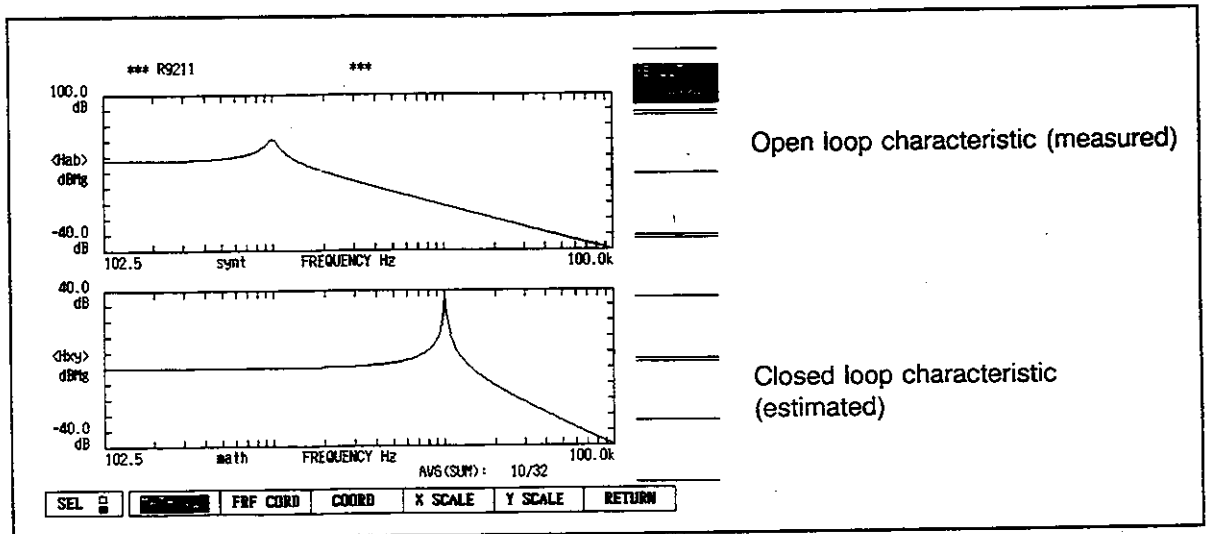 *** R9211 ***
100.0
dB
<Hab>
dBMg
-40.0
dB
102.5 synt FREQUENCY Hz 100.0k
Open loop characteristic (measured)
40.0
dB
<Hxy>
dBMg
-40.0
dB
102.5 math FREQUENCY Hz 100.0k
AVG(SUM): 10/32
Closed loop characteristic
(estimated)
SEL FRF CORD COORD X SCALE Y SCALE RETURN